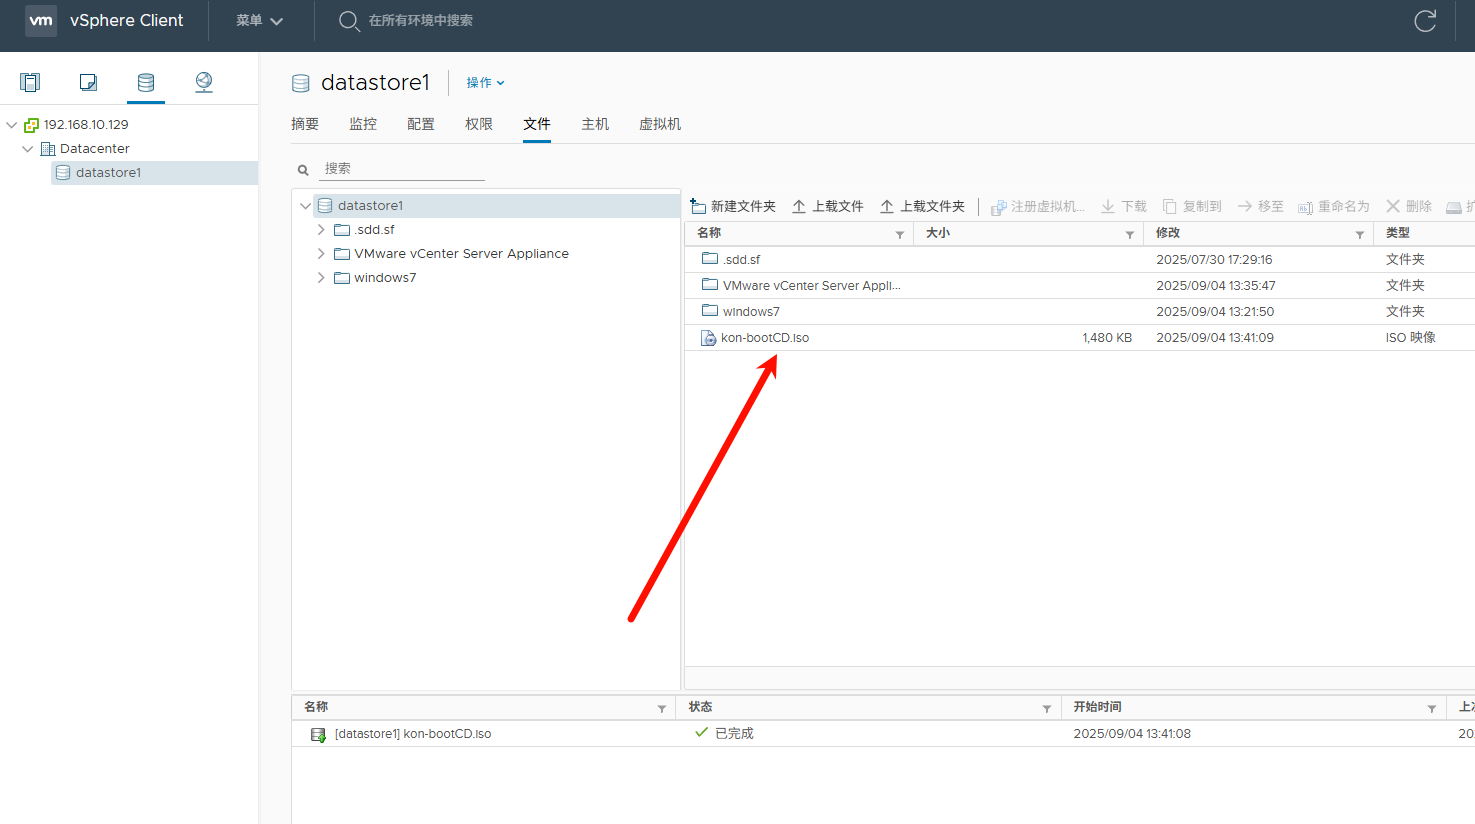 vm vSphere Client 菜单 在所有环境中搜索
192.168.10.129
Datacenter
datastore1
datastore1 操作
摘要 监控 配置 权限 文件 主机 虚拟机
搜索
datastore1
.sdd.sf
VMware vCenter Server Appliance
windows7
新建文件夹 上载文件 上载文件夹 注册虚拟机... 下载 复制到 移至 重命名为 删除
名称 大小 修改 类型
.sdd.sf 2025/07/30 17:29:16 文件夹
VMware vCenter Server Appli... 2025/09/04 13:35:47 文件夹
windows7 2025/09/04 13:21:50 文件夹
kon-bootCD.iso 1,480 KB 2025/09/04 13:41:09 ISO 映像
名称 状态 开始时间 上
[datastore1] kon-bootCD.iso 已完成 2025/09/04 13:41:08 20